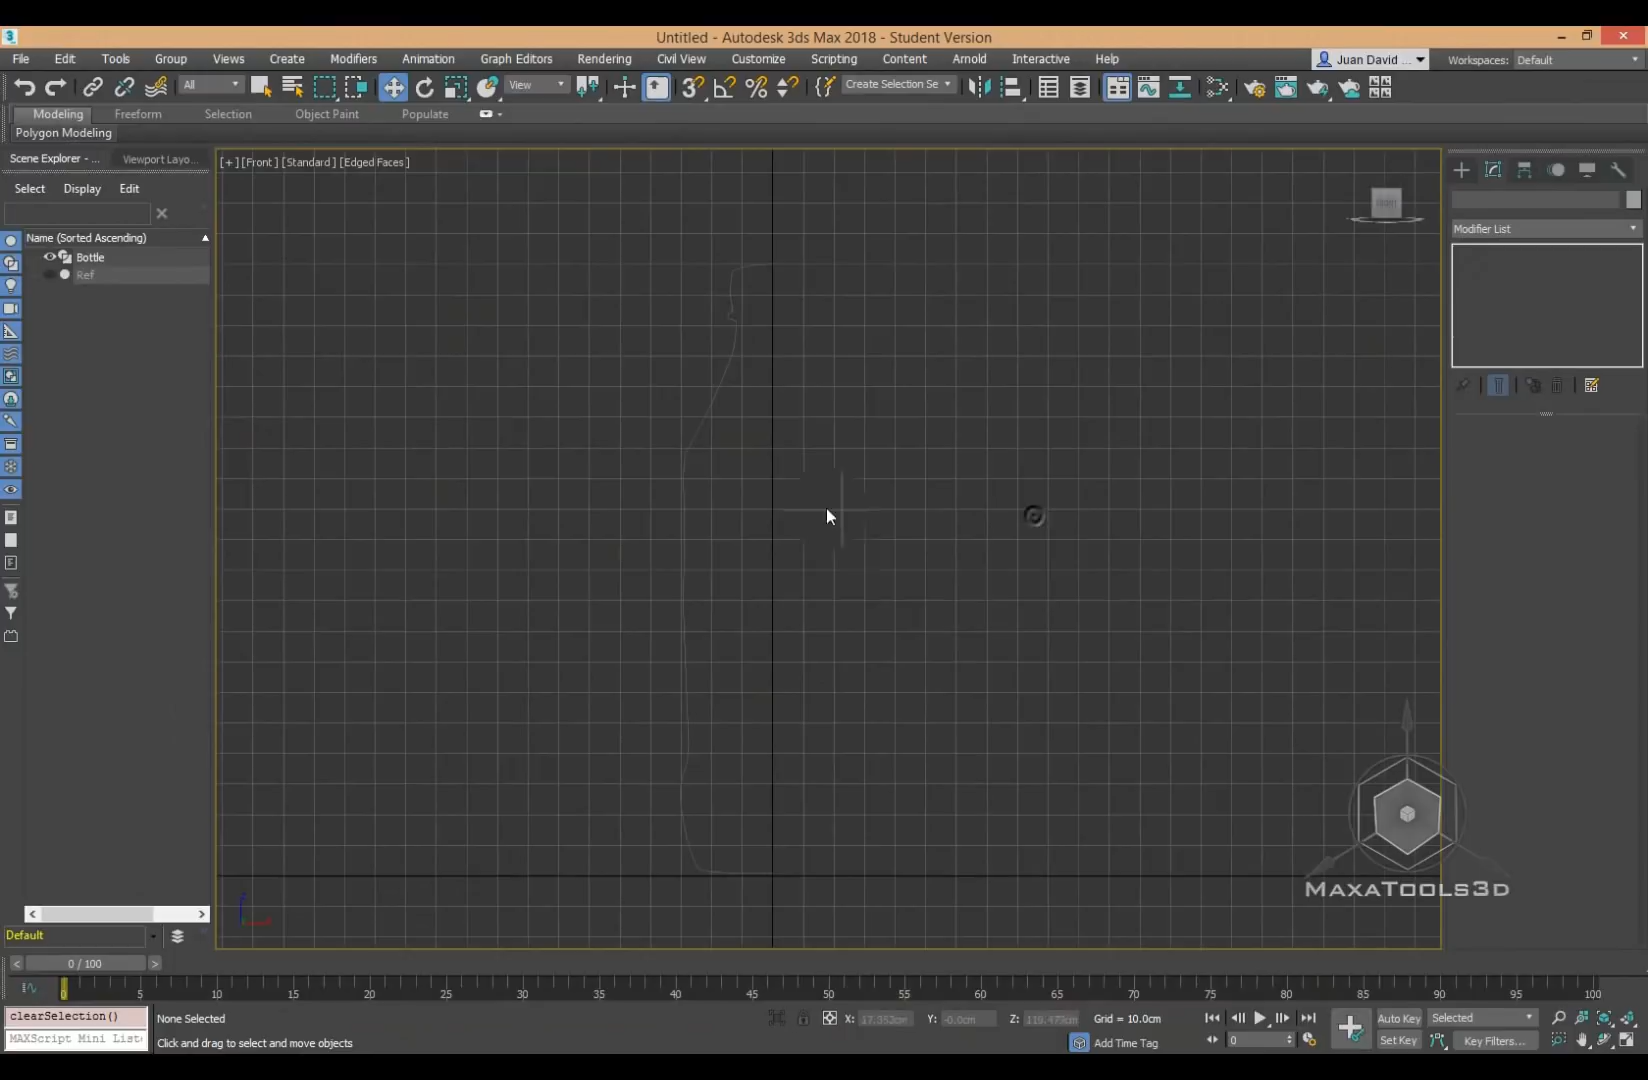 Untitled - Autodesk 3ds Max 2018 - Student Version
File Edit Tools Group Views Create Modifiers Animation Graph Editors Rendering Civil View Customize Scripting Content Arnold Interactive Help Juan David ... Workspaces: Default
All View Create Selection Se
Modeling Freeform Selection Object Paint Populate
Polygon Modeling
Scene Explorer - ... Viewport Layo...
[+] [Front] [Standard] [Edged Faces]
Select Display Edit
FRONT
Modifier List
Name (Sorted Ascending)
Bottle
Ref
MAXATOOLS3D
Default
0 / 100
0 5 10 15 20 25 30 35 40 45 50 55 60 65 70 75 80 85 90 95 100
clearSelection() None Selected X: 17.352cm Y: -0.0cm Z: 119.473cm Grid = 10.0cm Auto Key Selected
MAXScript Mini List Click and drag to select and move objects Add Time Tag 0 Set Key Key Filters...